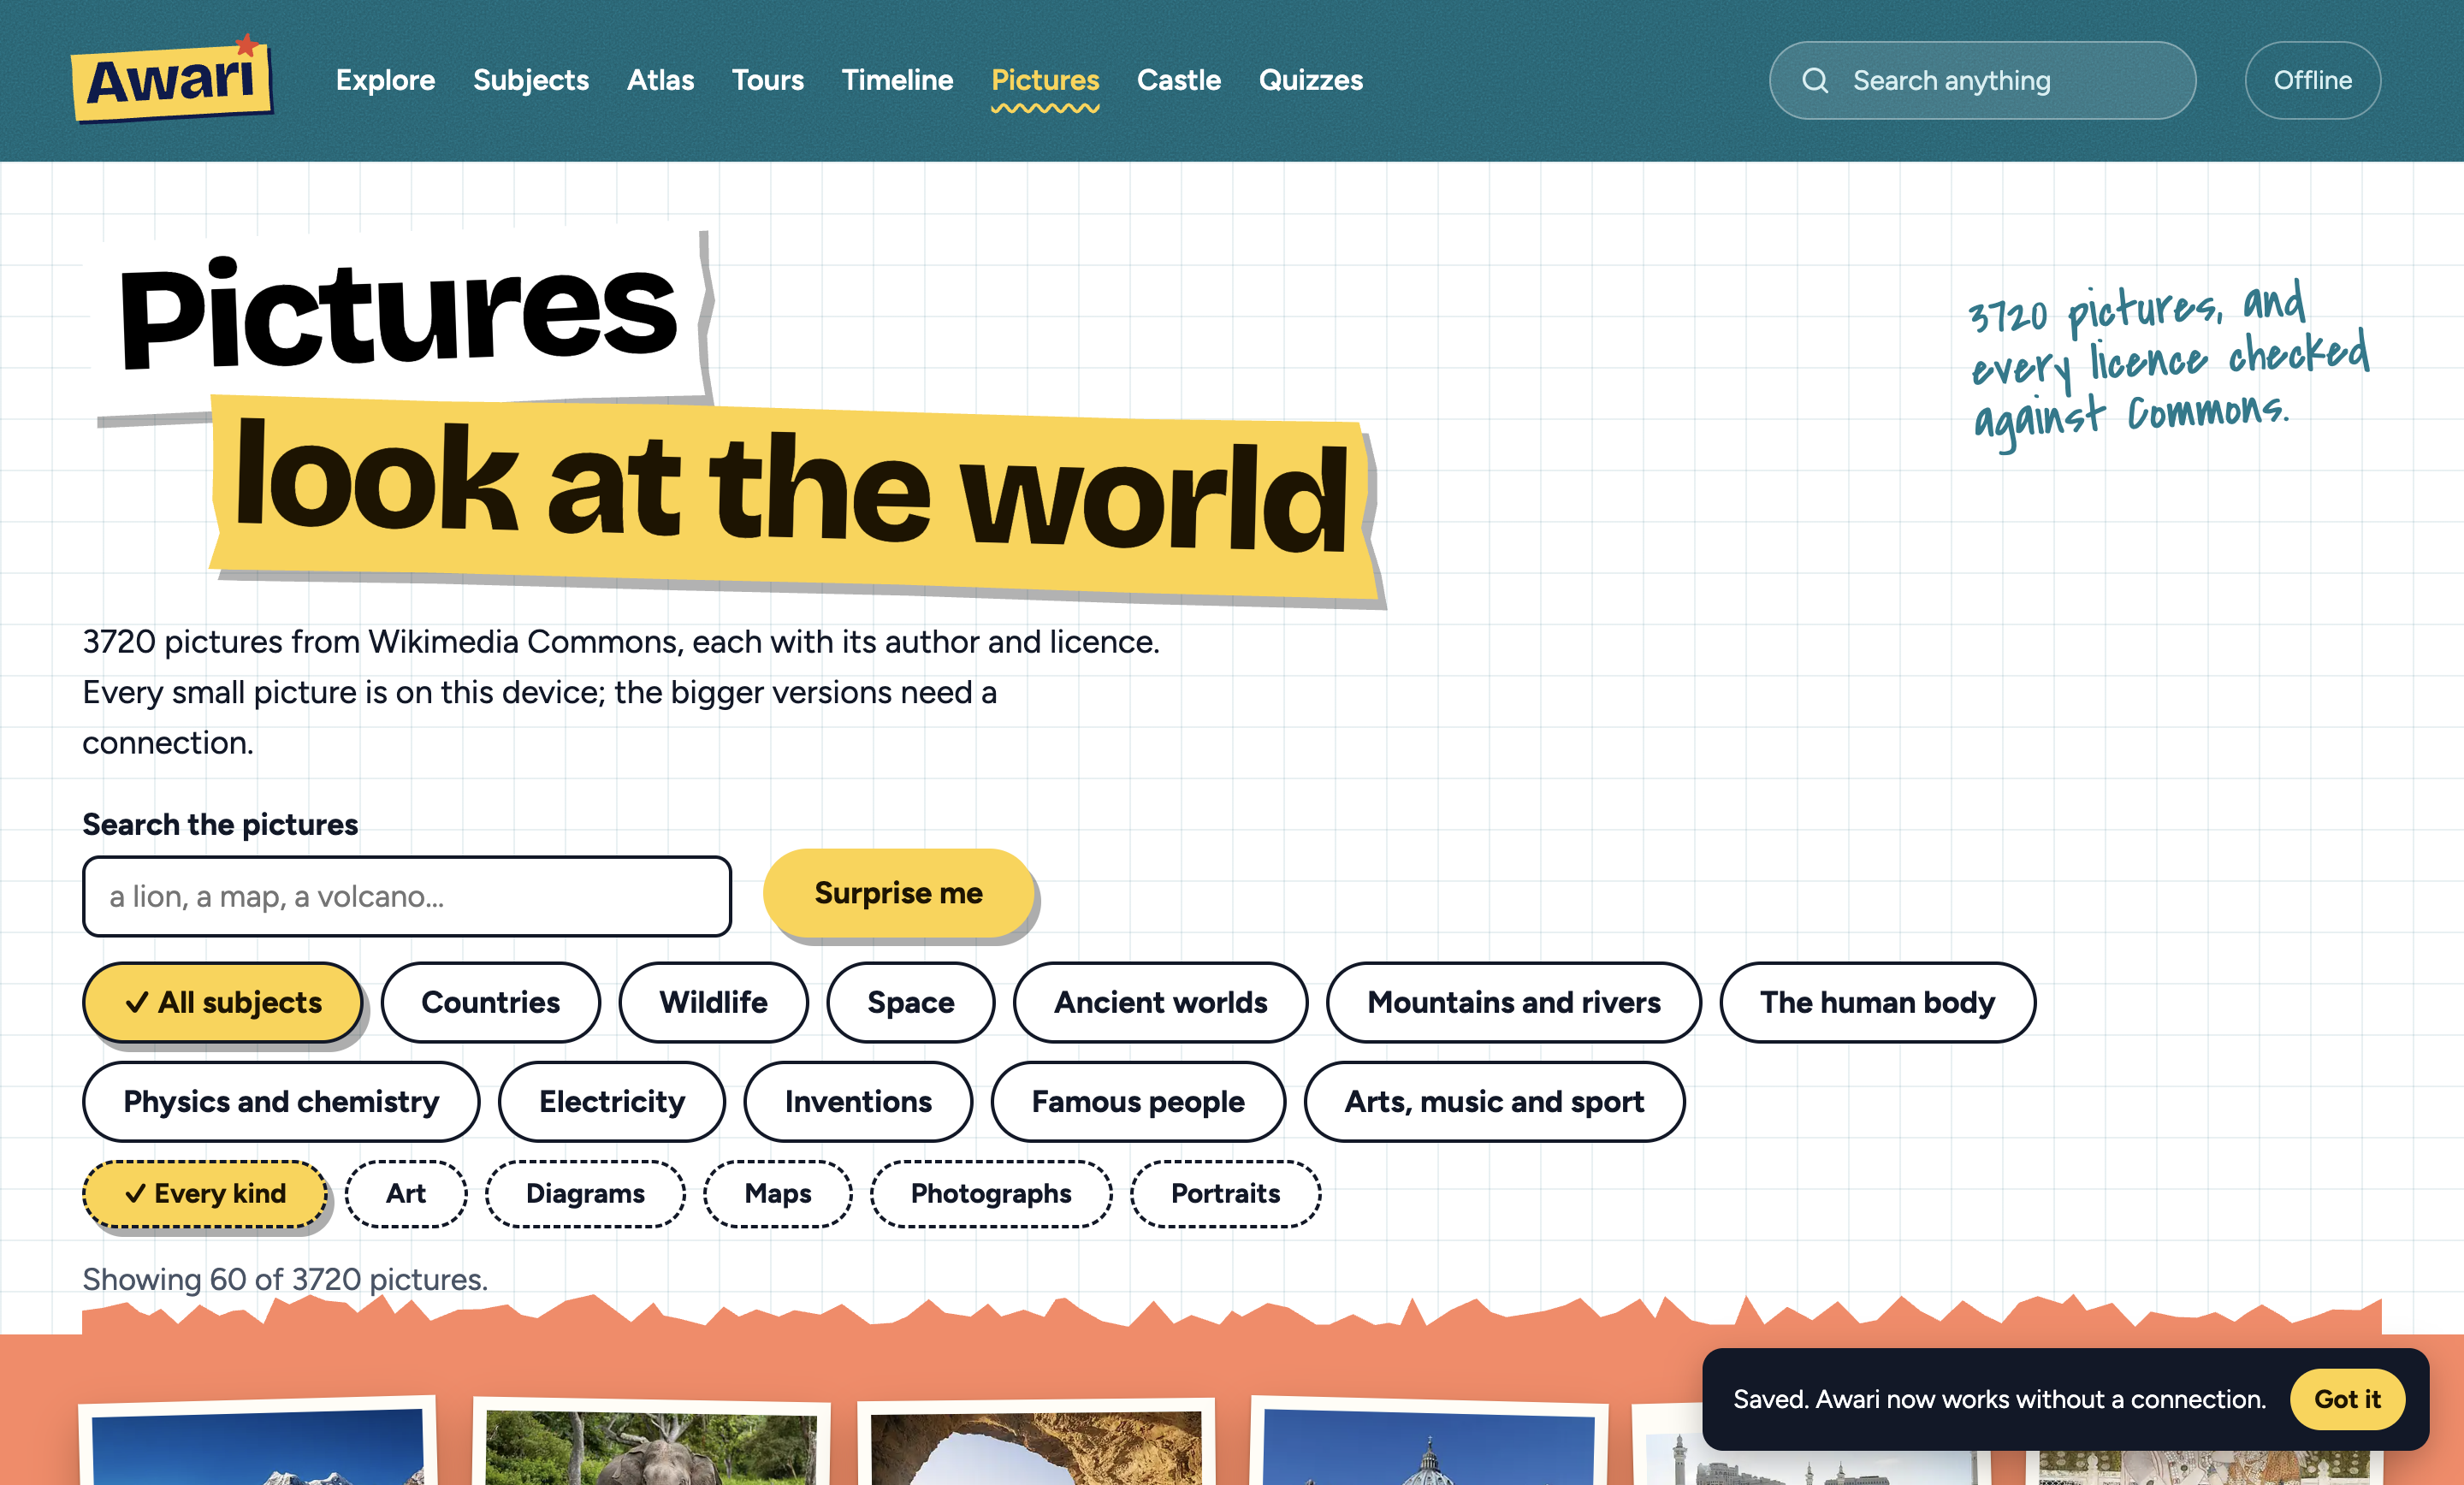 Awari
Explore Subjects Atlas Tours Timeline Pictures Castle Quizzes
Search anything
Offline
Pictures
look at the world
3720 pictures, and
every licence checked
against Commons.
3720 pictures from Wikimedia Commons, each with its author and licence.
Every small picture is on this device; the bigger versions need a
connection.
Search the pictures
a lion, a map, a volcano...
Surprise me
✓ All subjects Countries Wildlife Space Ancient worlds Mountains and rivers The human body
Physics and chemistry Electricity Inventions Famous people Arts, music and sport
✓ Every kind Art Diagrams Maps Photographs Portraits
Showing 60 of 3720 pictures.
Saved. Awari now works without a connection. Got it